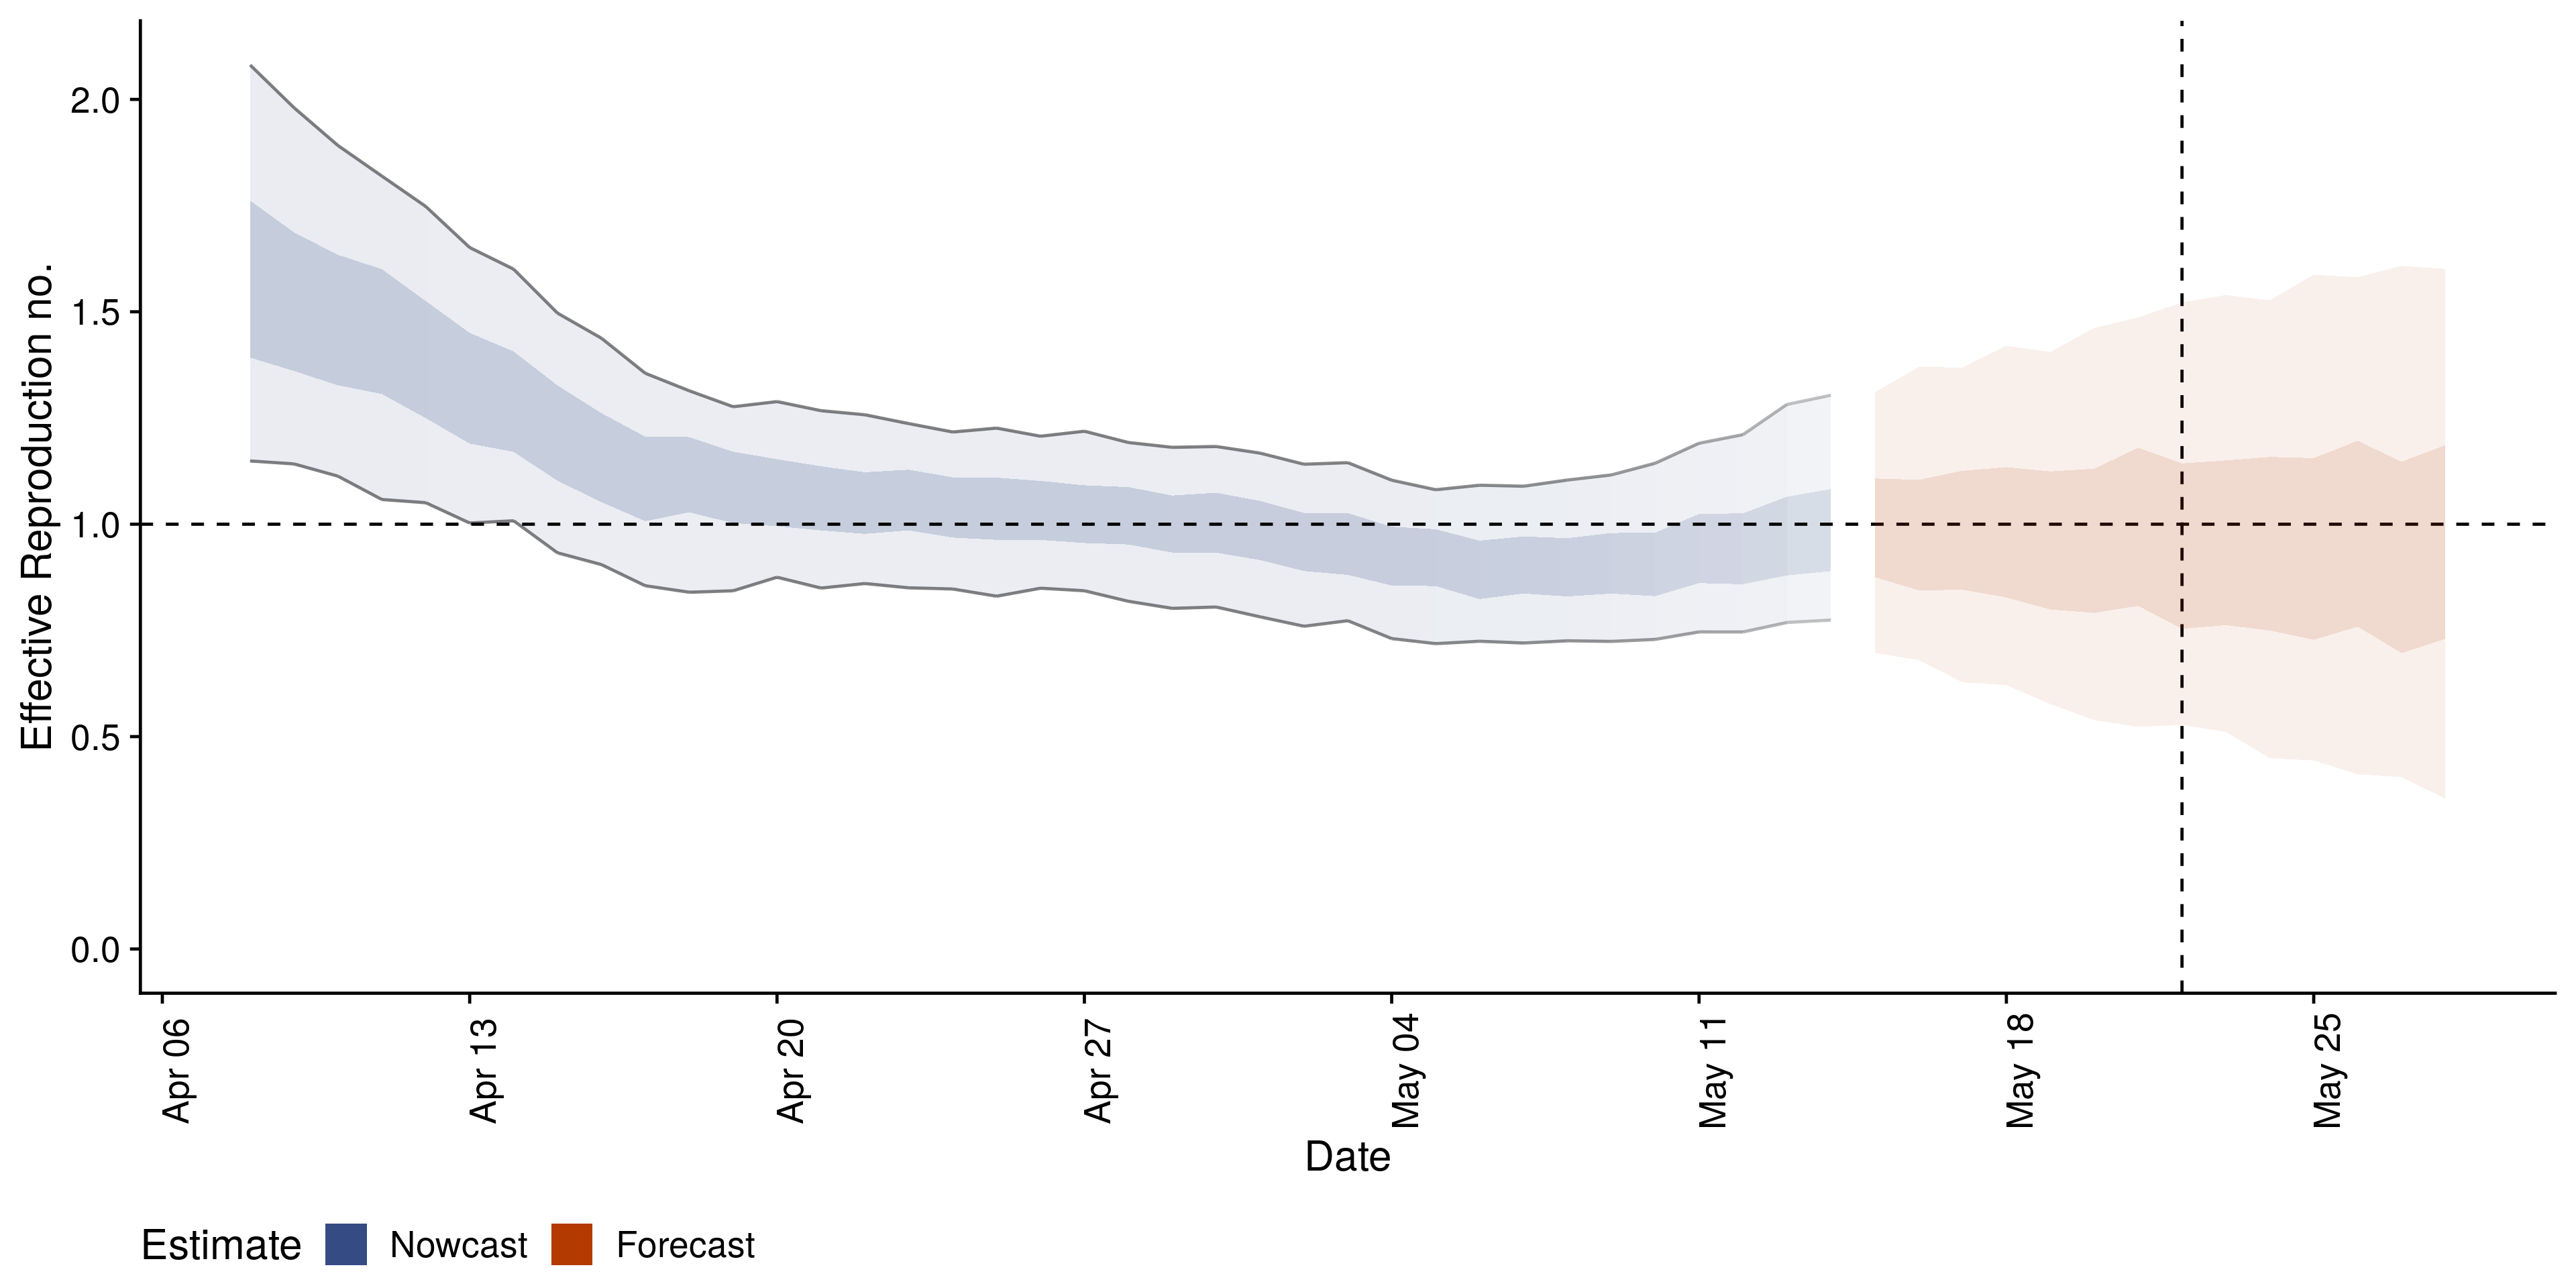 Effective Reproduction no.
2.0
1.5
1.0
0.5
0.0
Apr 06
Apr 13
Apr 20
Apr 27
May 04
May 11
May 18
May 25
Date
Estimate Nowcast Forecast